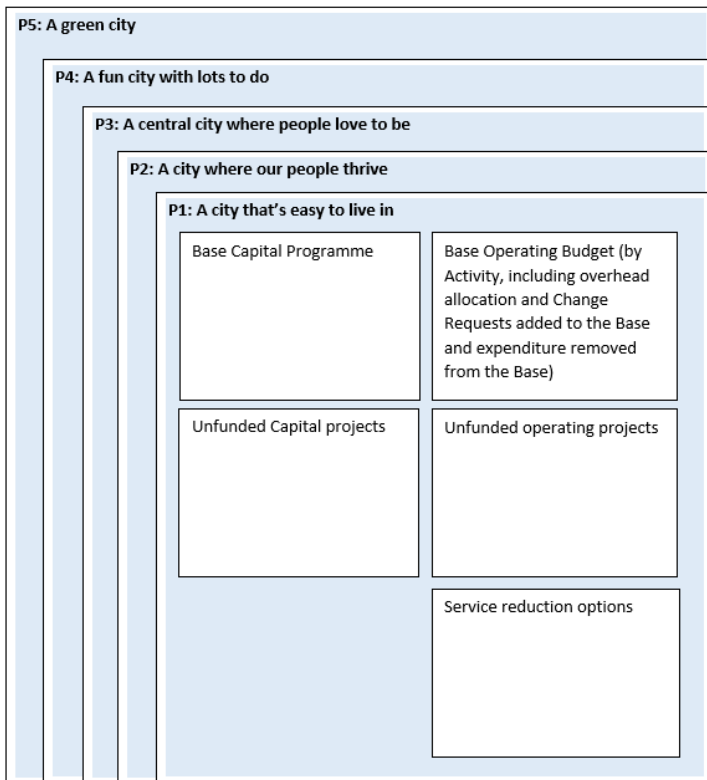 P5: A green city
P4: A fun city with lots to do
P3: A central city where people love to be
P2: A city where our people thrive
P1: A city that’s easy to live in
Base Capital Programme
Base Operating Budget (by
Activity, including overhead
allocation and Change
Requests added to the Base
and expenditure removed
from the Base)
Unfunded Capital projects
Unfunded operating projects
Service reduction options